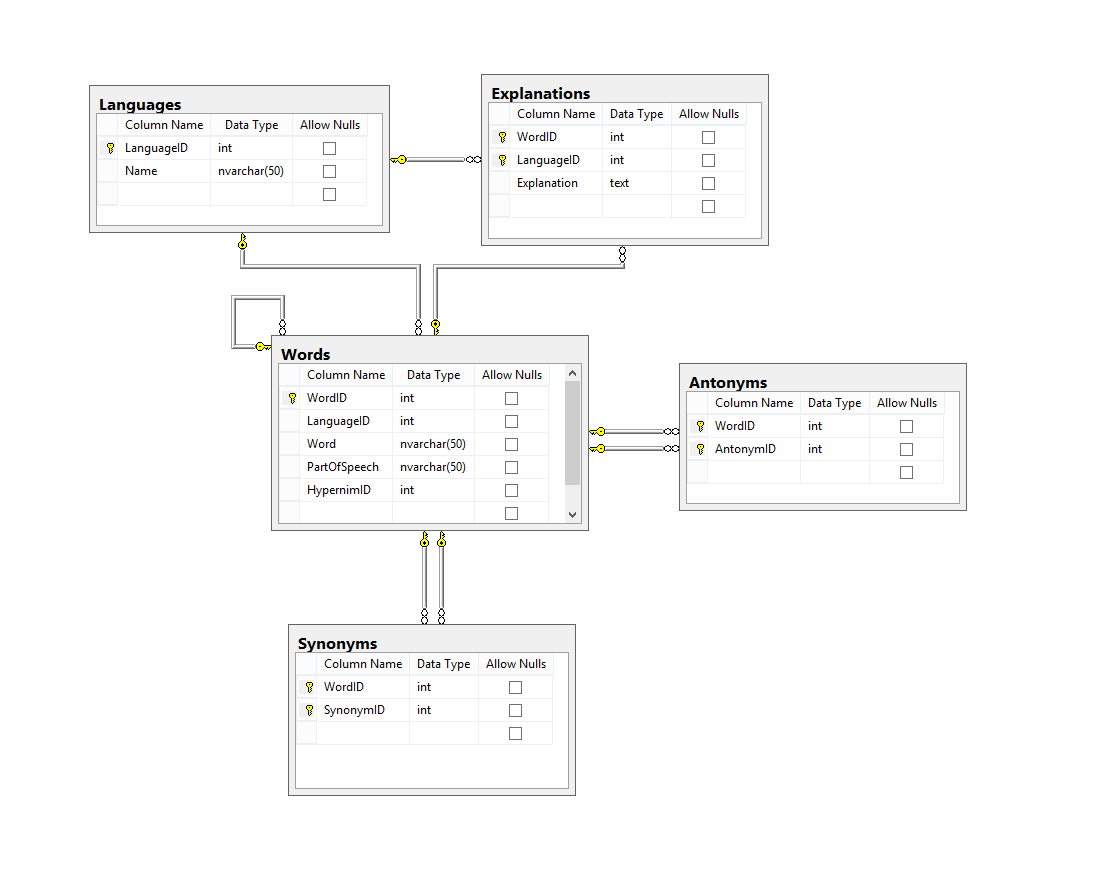 Languages
Column Name Data Type Allow Nulls
LanguageID int
Name nvarchar(50)
Explanations
Column Name Data Type Allow Nulls
WordID int
LanguageID int
Explanation text
Words
Column Name Data Type Allow Nulls
WordID int
LanguageID int
Word nvarchar(50)
PartOfSpeech nvarchar(50)
HypernimID int
Antonyms
Column Name Data Type Allow Nulls
WordID int
AntonymID int
Synonyms
Column Name Data Type Allow Nulls
WordID int
SynonymID int